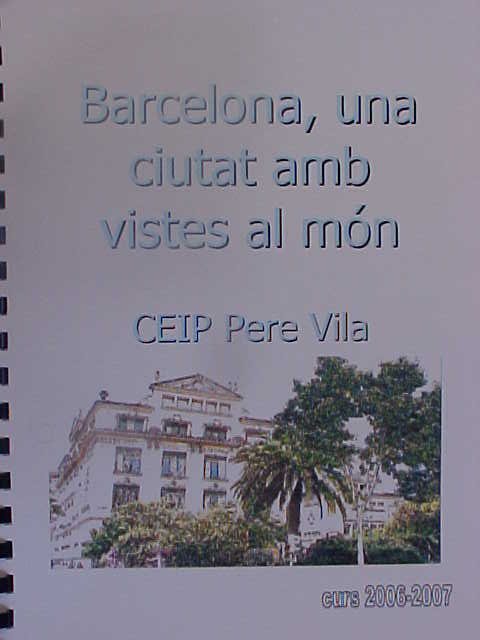 Barcelona, una
ciutat amb
vistes al món
CEIP Pere Vila
curs 2006-2007